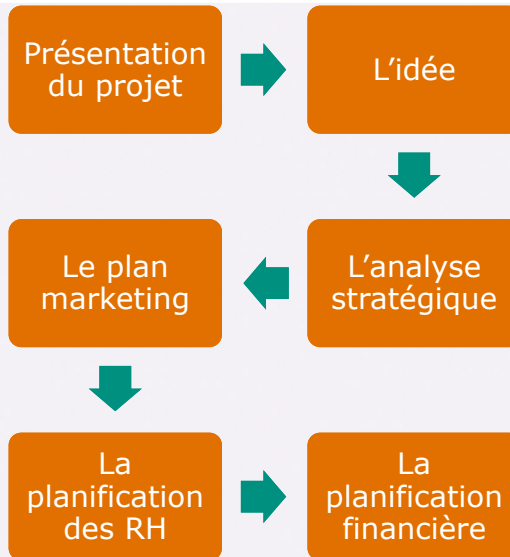 Présentation
du projet
L’idée
L’analyse
stratégique
Le plan
marketing
La
planification
des RH
La
planification
financière